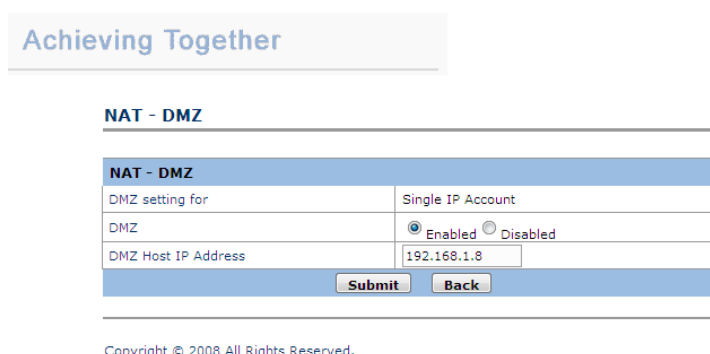 Achieving Together
NAT - DMZ
NAT - DMZ
DMZ setting for Single IP Account
DMZ Enabled Disabled
DMZ Host IP Address 192.168.1.8
Submit Back
Copyright © 2008 All Rights Reserved.